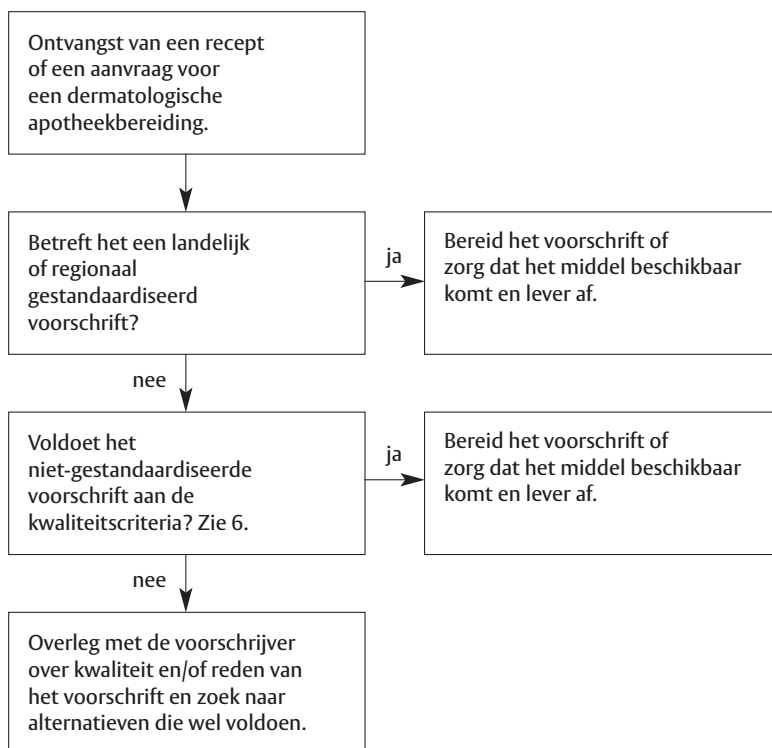 Ontvangst van een recept
of een aanvraag voor
een dermatologische
apotheekbereiding.
Betreft het een landelijk
of regionaal
gestandaardiseerd
voorschrift?
ja
Bereid het voorschrift of
zorg dat het middel beschikbaar
komt en lever af.
nee
Voldoet het
niet-gestandaardiseerde
voorschrift aan de
kwaliteitscriteria? Zie 6.
ja
Bereid het voorschrift of
zorg dat het middel beschikbaar
komt en lever af.
nee
Overleg met de voorschrijver
over kwaliteit en/of reden van
het voorschrift en zoek naar
alternatieven die wel voldoen.